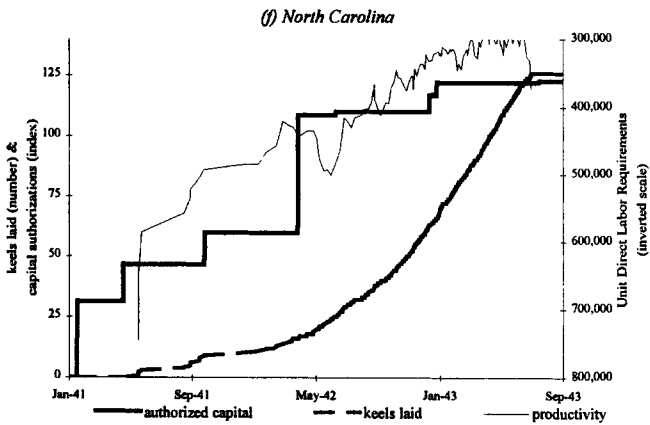 (f) North Carolina
125
100
75
50
25
0
keels laid (number) &
capital authorizations (index)
300,000
400,000
500,000
600,000
700,000
800,000
Unit Direct Labor Requirements
(inverted scale)
Jan-41 Sep-41 May-42 Jan-43 Sep-43
authorized capital keels laid productivity